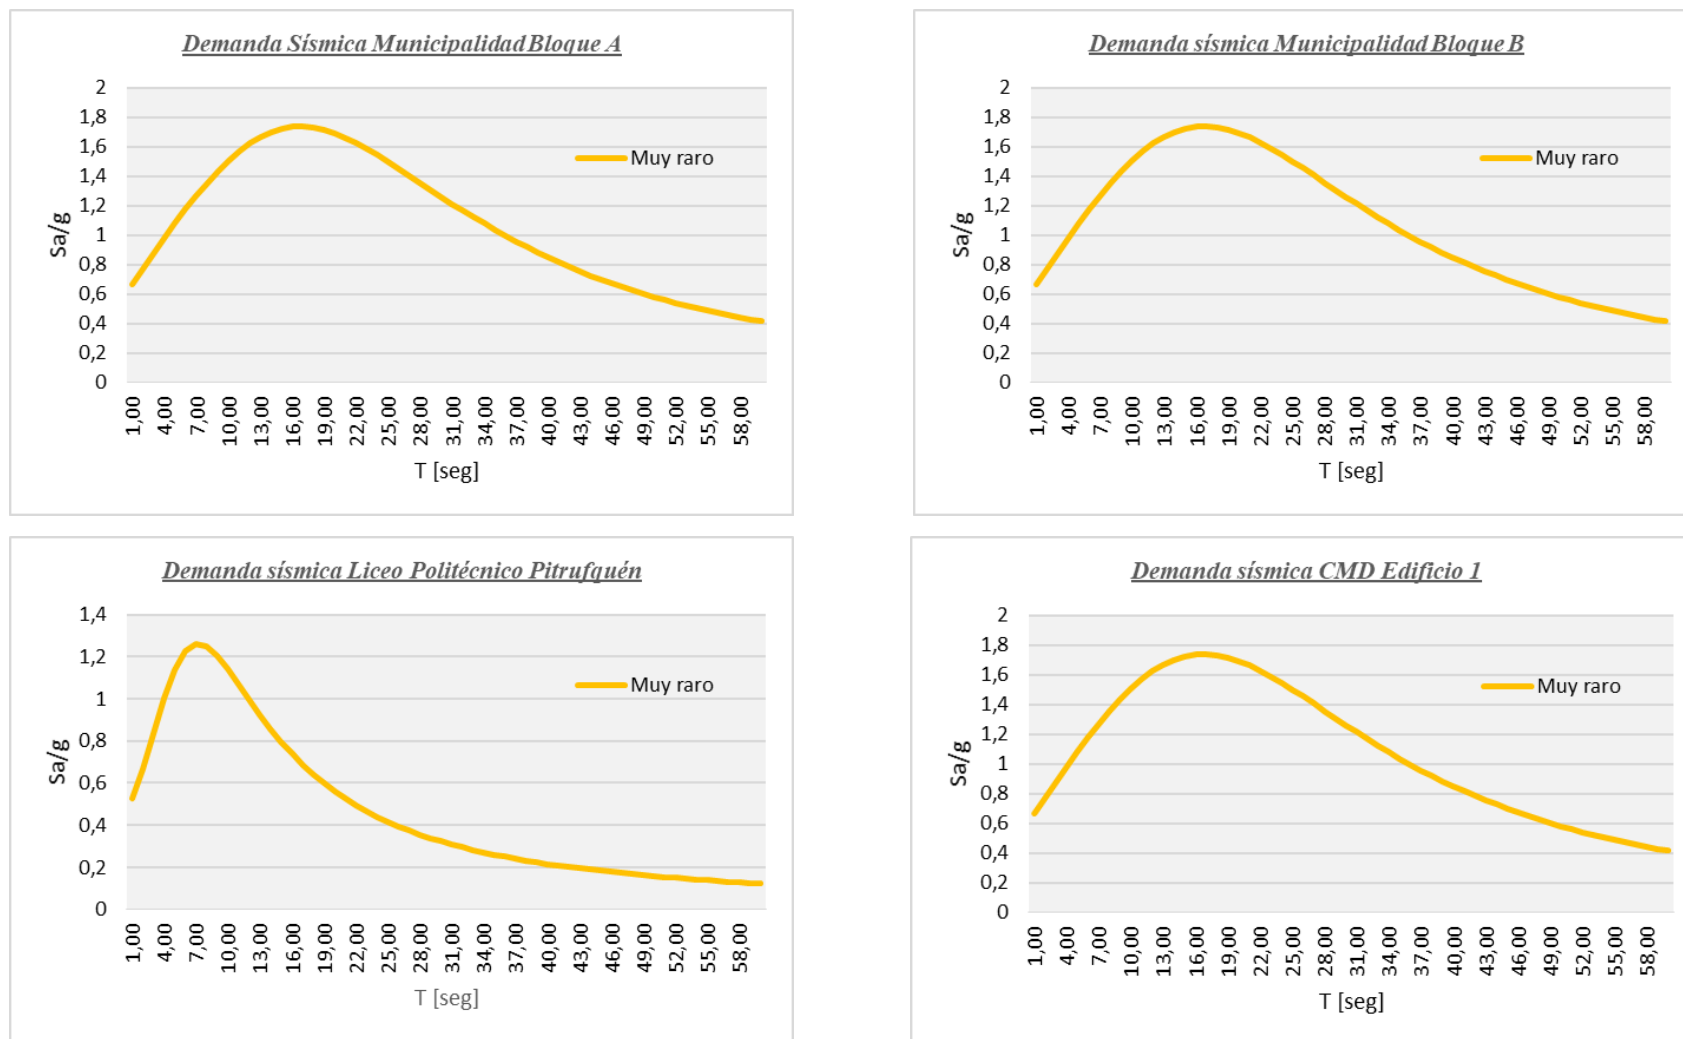 Demanda Sísmica Municipalidad Bloque A
2
1,8
1,6
1,4
1,2
1
0,8
0,6
0,4
0,2
0
Sa/g
Muy raro
1,00 4,00 7,00 10,00 13,00 16,00 19,00 22,00 25,00 28,00 31,00 34,00 37,00 40,00 43,00 46,00 49,00 52,00 55,00 58,00
T [seg]
Demanda sísmica Municipalidad Bloque B
2
1,8
1,6
1,4
1,2
1
0,8
0,6
0,4
0,2
0
Sa/g
Muy raro
1,00 4,00 7,00 10,00 13,00 16,00 19,00 22,00 25,00 28,00 31,00 34,00 37,00 40,00 43,00 46,00 49,00 52,00 55,00 58,00
T [seg]
Demanda sísmica Liceo Politécnico Pitrufquén
1,4
1,2
1
0,8
0,6
0,4
0,2
0
Sa/g
Muy raro
1,00 4,00 7,00 10,00 13,00 16,00 19,00 22,00 25,00 28,00 31,00 34,00 37,00 40,00 43,00 46,00 49,00 52,00 55,00 58,00
T [seg]
Demanda sísmica CMD Edificio 1
2
1,8
1,6
1,4
1,2
1
0,8
0,6
0,4
0,2
0
Sa/g
Muy raro
1,00 4,00 7,00 10,00 13,00 16,00 19,00 22,00 25,00 28,00 31,00 34,00 37,00 40,00 43,00 46,00 49,00 52,00 55,00 58,00
T [seg]